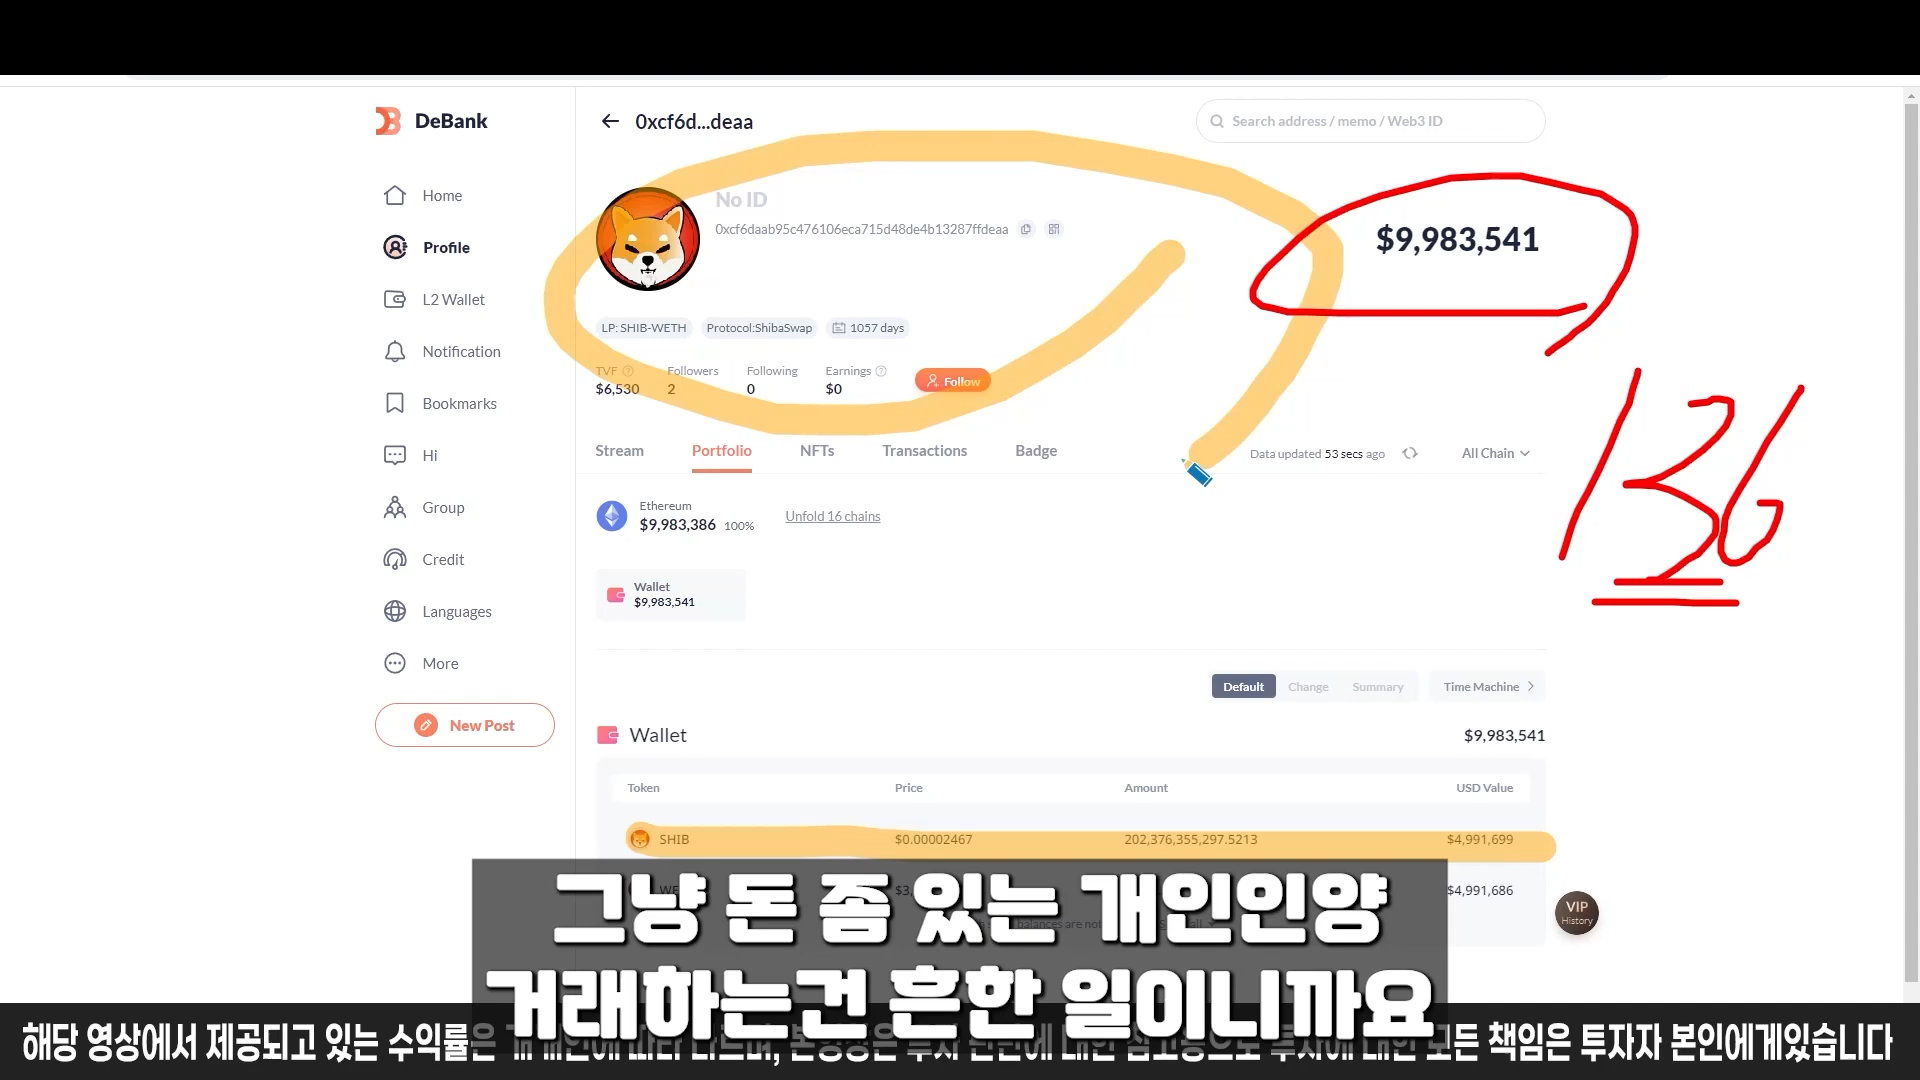 DeBank
0xcf6d...deaa
Search address / memo / Web3 ID
Home
Profile
L2 Wallet
Notification
Bookmarks
Hi
Group
Credit
Languages
More
New Post
No ID
0xcf6daab95c476106eca715d48de4b13287ffdeaa
$9,983,541
LP: SHIB-WETH Protocol:ShibaSwap 1057 days
TVF Followers Following Earnings
$6,530 2 0 $0
Follow
136
Stream Portfolio NFTs Transactions Badge
Data updated 53 secs ago All Chain
Ethereum
$9,983,386 100%
Unfold 16 chains
Wallet
$9,983,541
Default Change Summary Time Machine
Wallet $9,983,541
Token Price Amount USD Value
SHIB $0.00002467 202,376,355,297.5213 $4,991,699
$4,991,686
balances are not
VIP
History
그냥 돈 좀 있는 개인인양
거래하는건 흔한 일이니까요
해당 영상에서 제공되고 있는 수익률은 모든 책임은 투자자 본인에게있습니다